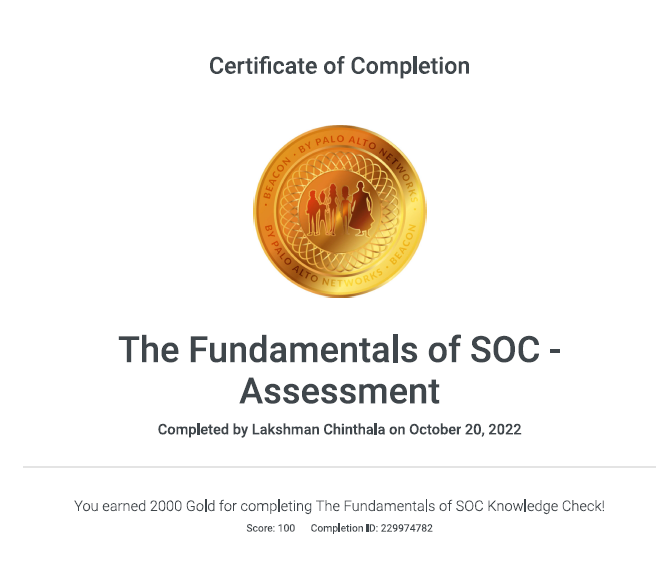 Certificate of Completion
BEACON · BY PALO ALTO NETWORKS ·
BY PALO ALTO NETWORKS · BEACON
The Fundamentals of SOC -
Assessment
Completed by Lakshman Chinthala on October 20, 2022
You earned 2000 Gold for completing The Fundamentals of SOC Knowledge Check!
Score: 100 Completion ID: 229974782